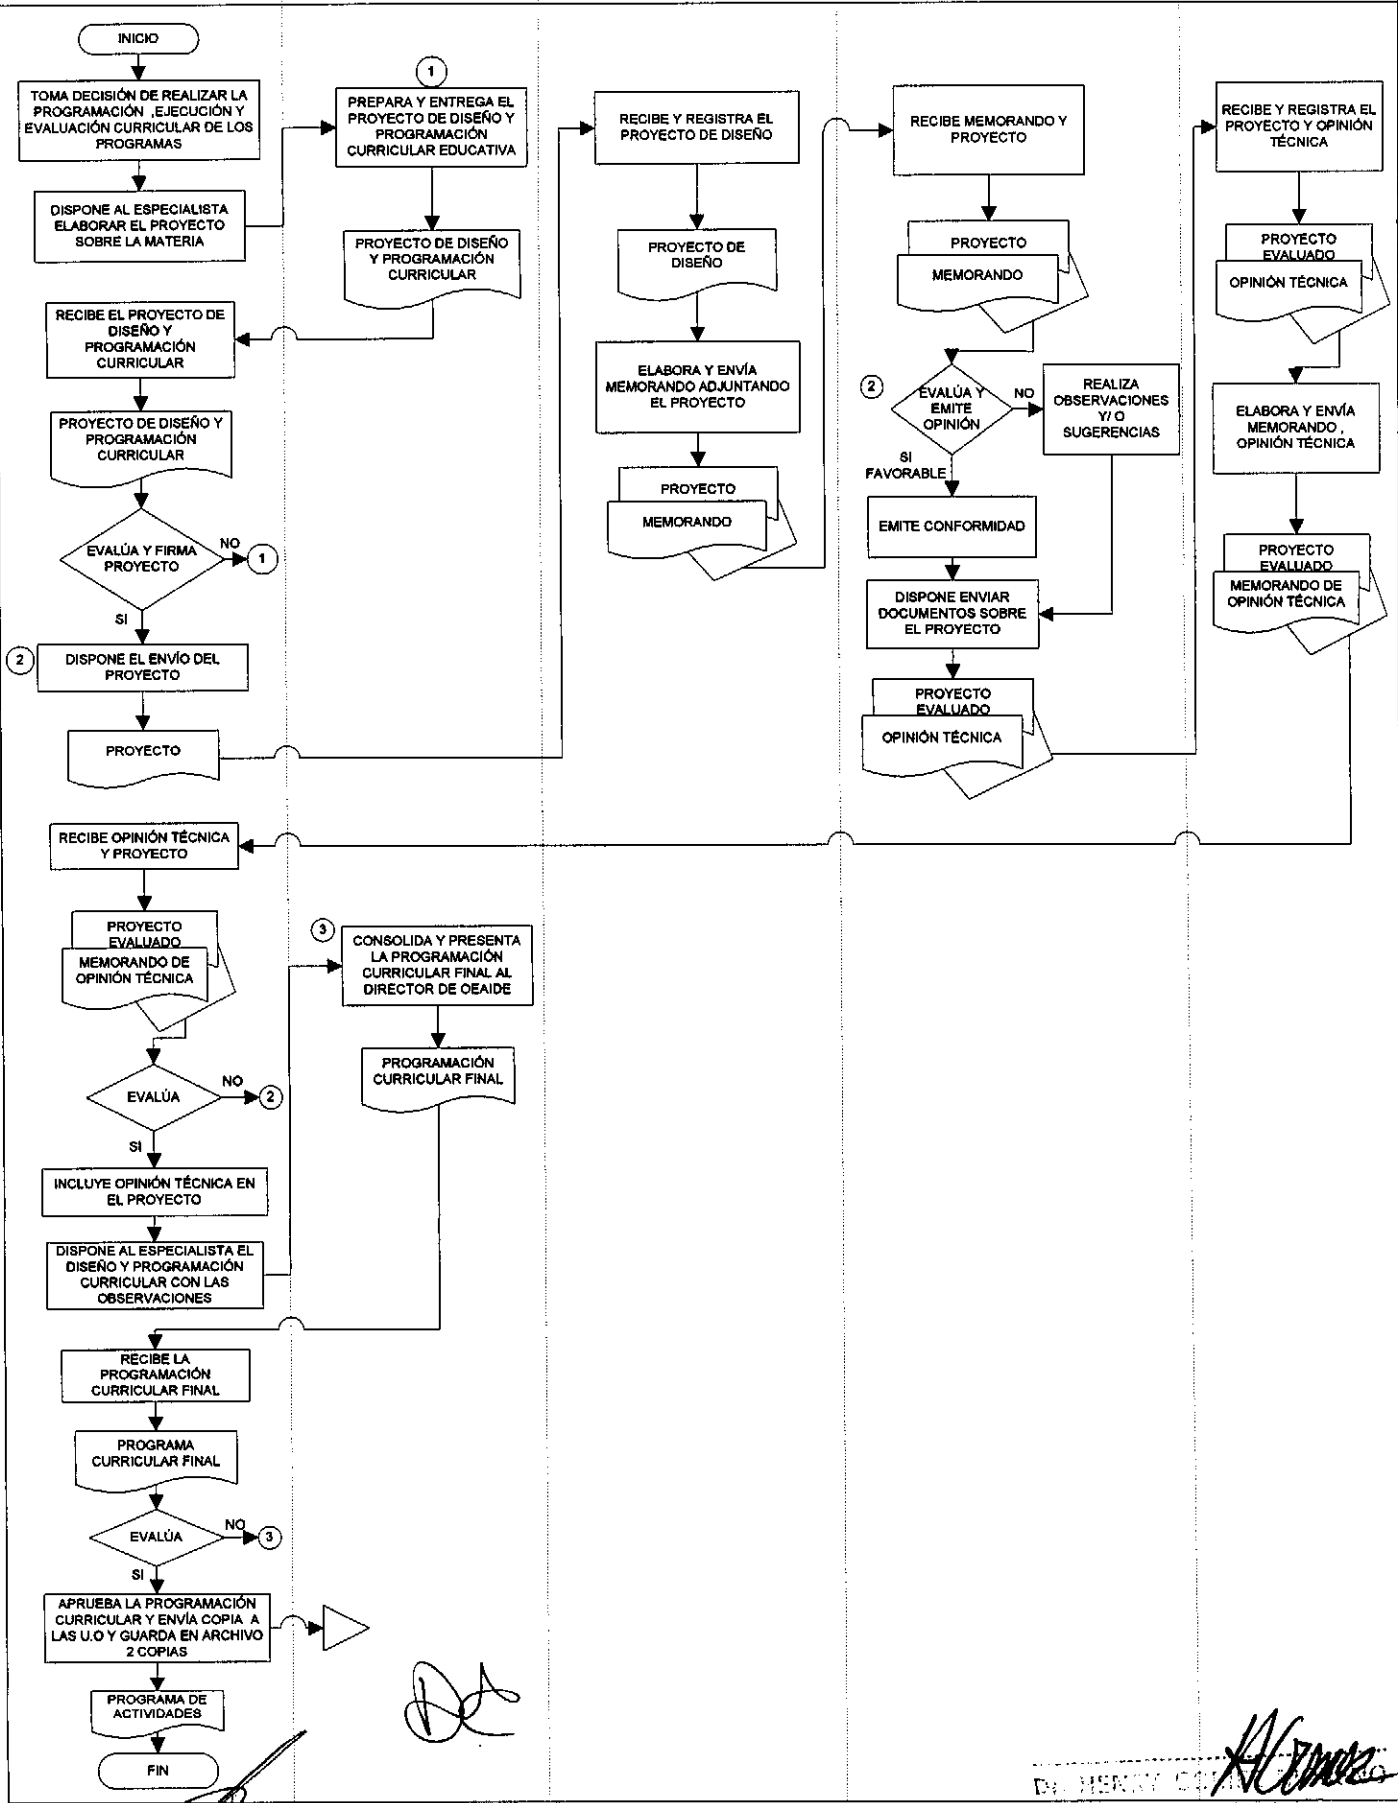 INICIO
TOMA DECISIÓN DE REALIZAR LA
PROGRAMACIÓN ,EJECUCIÓN Y
EVALUACIÓN CURRICULAR DE LOS
PROGRAMAS
DISPONE AL ESPECIALISTA
ELABORAR EL PROYECTO
SOBRE LA MATERIA
1
PREPARA Y ENTREGA EL
PROYECTO DE DISEÑO Y
PROGRAMACIÓN
CURRICULAR EDUCATIVA
PROYECTO DE DISEÑO
Y PROGRAMACIÓN
CURRICULAR
RECIBE EL PROYECTO DE
DISEÑO Y
PROGRAMACIÓN
CURRICULAR
PROYECTO DE DISEÑO Y
PROGRAMACIÓN
CURRICULAR
EVALÚA Y FIRMA
PROYECTO
NO
1
SI
2
DISPONE EL ENVÍO DEL
PROYECTO
PROYECTO
RECIBE Y REGISTRA EL
PROYECTO DE DISEÑO
PROYECTO DE
DISEÑO
ELABORA Y ENVÍA
MEMORANDO ADJUNTANDO
EL PROYECTO
PROYECTO
MEMORANDO
RECIBE MEMORANDO Y
PROYECTO
PROYECTO
MEMORANDO
2
EVALÚA Y
EMITE
OPINIÓN
NO
REALIZA
OBSERVACIONES
Y/ O
SUGERENCIAS
SI
FAVORABLE
EMITE CONFORMIDAD
DISPONE ENVIAR
DOCUMENTOS SOBRE
EL PROYECTO
PROYECTO
EVALUADO
OPINIÓN TÉCNICA
RECIBE Y REGISTRA EL
PROYECTO Y OPINIÓN
TÉCNICA
PROYECTO
EVALUADO
OPINIÓN TÉCNICA
ELABORA Y ENVÍA
MEMORANDO ,
OPINIÓN TÉCNICA
PROYECTO
EVALUADO
MEMORANDO DE
OPINIÓN TÉCNICA
RECIBE OPINIÓN TÉCNICA
Y PROYECTO
PROYECTO
EVALUADO
MEMORANDO DE
OPINIÓN TÉCNICA
EVALÚA
NO
2
SI
INCLUYE OPINIÓN TÉCNICA EN
EL PROYECTO
DISPONE AL ESPECIALISTA EL
DISEÑO Y PROGRAMACIÓN
CURRICULAR CON LAS
OBSERVACIONES
3
CONSOLIDA Y PRESENTA
LA PROGRAMACIÓN
CURRICULAR FINAL AL
DIRECTOR DE OEAIDE
PROGRAMACIÓN
CURRICULAR FINAL
RECIBE LA
PROGRAMACIÓN
CURRICULAR FINAL
PROGRAMA
CURRICULAR FINAL
EVALÚA
NO
3
SI
APRUEBA LA PROGRAMACIÓN
CURRICULAR Y ENVÍA COPIA A
LAS U.O Y GUARDA EN ARCHIVO
2 COPIAS
PROGRAMA DE
ACTIVIDADES
FIN